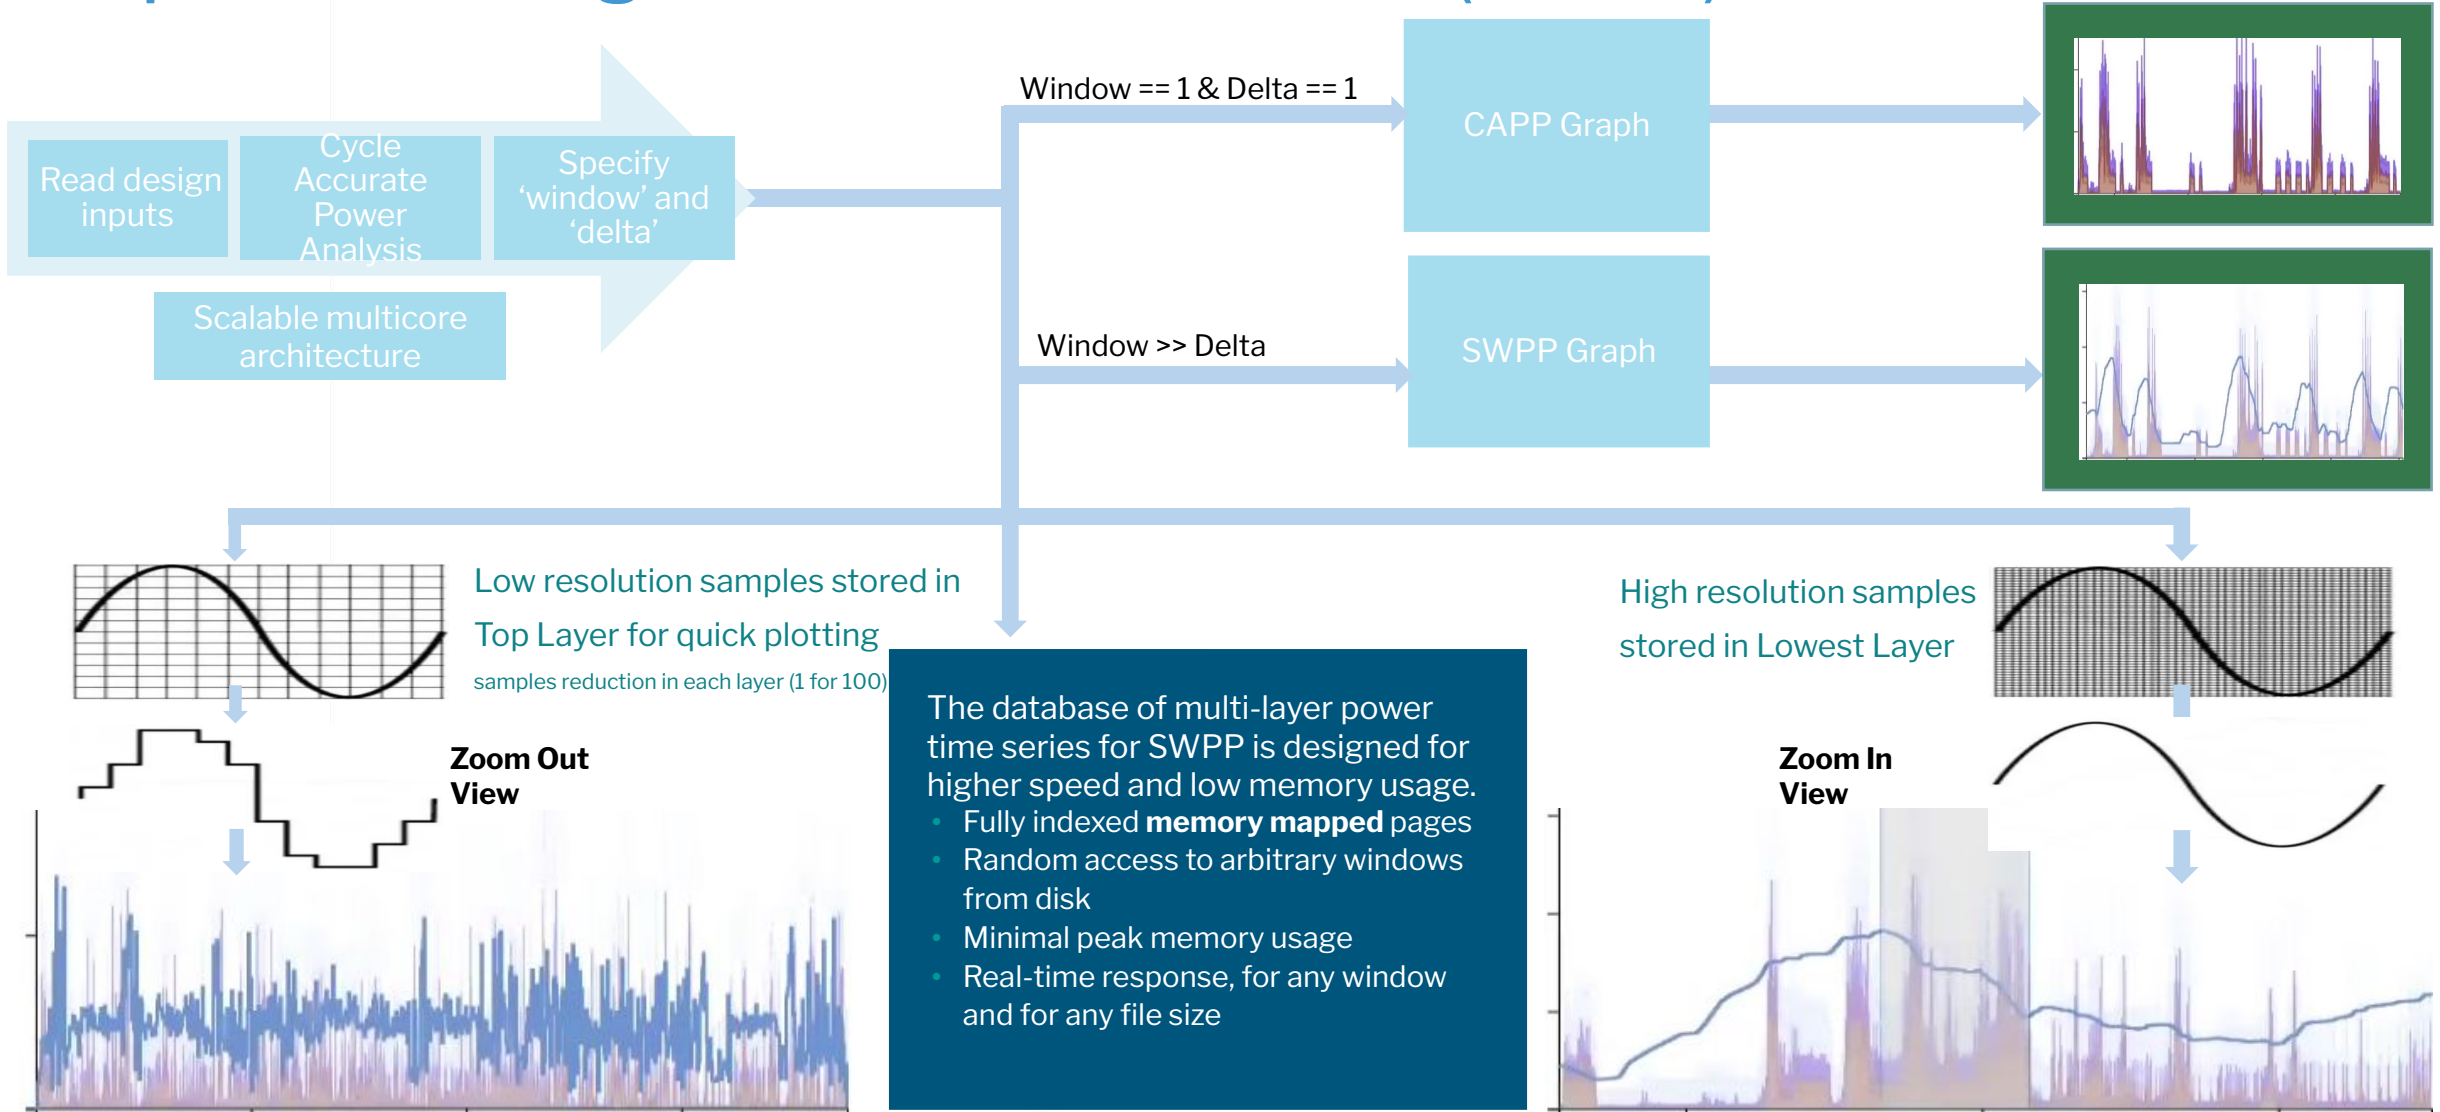 Window == 1 & Delta == 1
CAPP Graph
Read design
inputs
Cycle
Accurate
Power
Analysis
Specify
‘window’ and
‘delta’
Scalable multicore
architecture
Window >> Delta
SWPP Graph
Low resolution samples stored in
Top Layer for quick plotting
samples reduction in each layer (1 for 100)
High resolution samples
stored in Lowest Layer
Zoom Out
View
The database of multi-layer power
time series for SWPP is designed for
higher speed and low memory usage.
• Fully indexed memory mapped pages
• Random access to arbitrary windows
from disk
• Minimal peak memory usage
• Real-time response, for any window
and for any file size
Zoom In
View